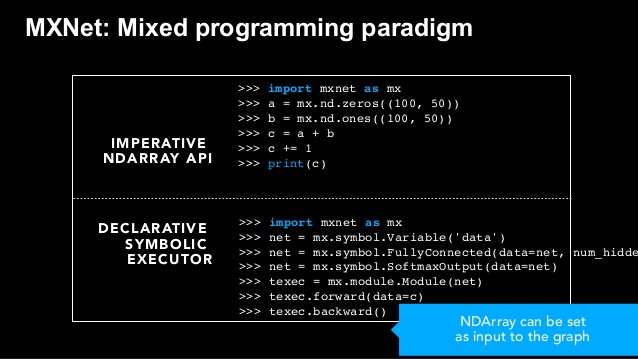 MXNet: Mixed programming paradigm
IMPERATIVE
NDARRAY API
>>> import mxnet as mx
>>> a = mx.nd.zeros((100, 50))
>>> b = mx.nd.ones((100, 50))
>>> c = a + b
>>> c += 1
>>> print(c)
DECLARATIVE
SYMBOLIC
EXECUTOR
>>> import mxnet as mx
>>> net = mx.symbol.Variable('data')
>>> net = mx.symbol.FullyConnected(data=net, num_hidde
>>> net = mx.symbol.SoftmaxOutput(data=net)
>>> texec = mx.module.Module(net)
>>> texec.forward(data=c)
>>> texec.backward()
NDArray can be set
as input to the graph